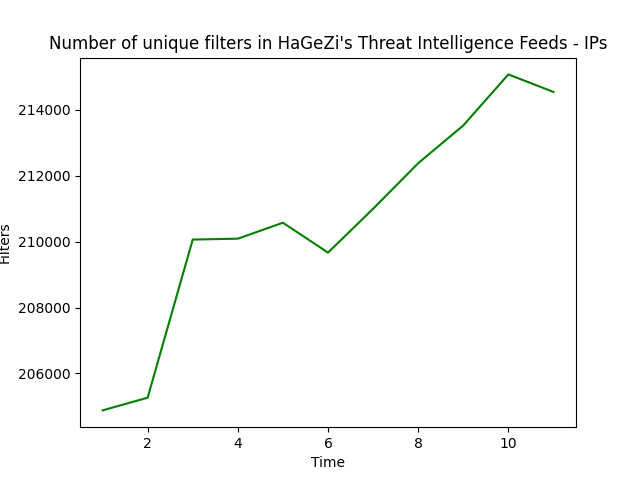 Number of unique filters in HaGeZi's Threat Intelligence Feeds - IPs
214000
212000
210000
208000
206000
Filters
2 4 6 8 10
Time